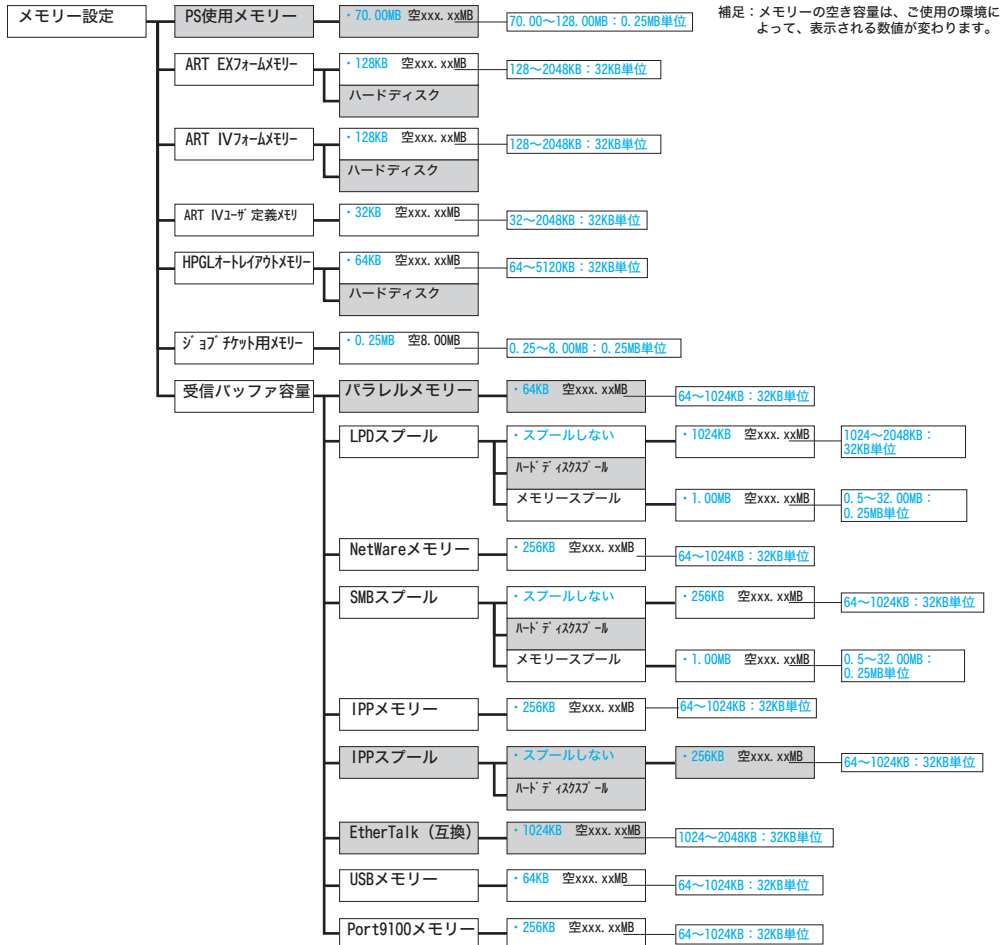 メモリー設定
PS使用メモリー
・70.00MB 空xxx.xxMB
70.00～128.00MB：0.25MB単位
補足：メモリーの空き容量は、ご使用の環境に
よって、表示される数値が変わります。
ART EXフォームメモリー
・128KB 空xxx.xxMB
128～2048KB：32KB単位
ハードディスク
ART IVフォームメモリー
・128KB 空xxx.xxMB
128～2048KB：32KB単位
ハードディスク
ART IVユーザ定義メモリ
・32KB 空xxx.xxMB
32～2048KB：32KB単位
HPGLオートレイアウトメモリー
・64KB 空xxx.xxMB
64～5120KB：32KB単位
ハードディスク
ジョブチケット用メモリー
・0.25MB 空8.00MB
0.25～8.00MB：0.25MB単位
受信バッファ容量
パラレルメモリー
・64KB 空xxx.xxMB
64～1024KB：32KB単位
LPDスプール
・スプールしない
・1024KB 空xxx.xxMB
1024～2048KB：
32KB単位
ハードディスクスプール
メモリースプール
・1.00MB 空xxx.xxMB
0.5～32.00MB：
0.25MB単位
NetWareメモリー
・256KB 空xxx.xxMB
64～1024KB：32KB単位
SMBスプール
・スプールしない
・256KB 空xxx.xxMB
64～1024KB：32KB単位
ハードディスクスプール
メモリースプール
・1.00MB 空xxx.xxMB
0.5～32.00MB：
0.25MB単位
IPPメモリー
・256KB 空xxx.xxMB
64～1024KB：32KB単位
IPPスプール
・スプールしない
・256KB 空xxx.xxMB
64～1024KB：32KB単位
ハードディスクスプール
EtherTalk（互換）
・1024KB 空xxx.xxMB
1024～2048KB：32KB単位
USBメモリー
・64KB 空xxx.xxMB
64～1024KB：32KB単位
Port9100メモリー
・256KB 空xxx.xxMB
64～1024KB：32KB単位